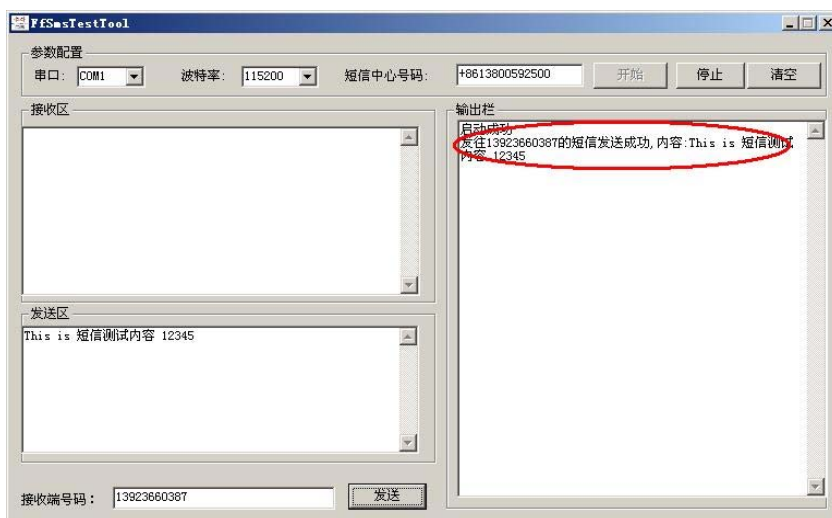 FfSmsTestTool
参数配置
串口: COM1 波特率: 115200 短信中心号码: +8613800592500 开始 停止 清空
接收区
输出栏
启动成功
发往13923660387的短信发送成功,内容:This is 短信测试
内容 12345
发送区
This is 短信测试内容 12345
接收端号码: 13923660387 发送